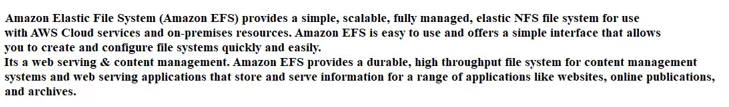 Amazon Elastic File System (Amazon EFS) provides a simple, scalable, fully managed, elastic NFS file system for use
with AWS Cloud services and on-premises resources. Amazon EFS is easy to use and offers a simple interface that allows
you to create and configure file systems quickly and easily.
Its a web serving & content management. Amazon EFS provides a durable, high throughput file system for content management
systems and web serving applications that store and serve information for a range of applications like websites, online publications,
and archives.